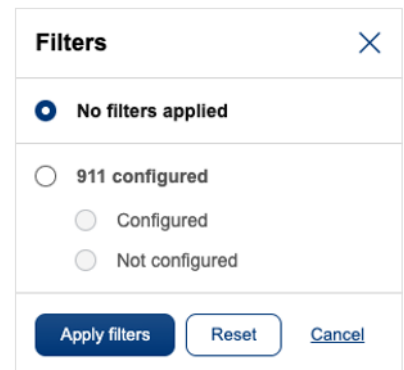 Filters
No filters applied
911 configured
Configured
Not configured
Apply filters Reset Cancel